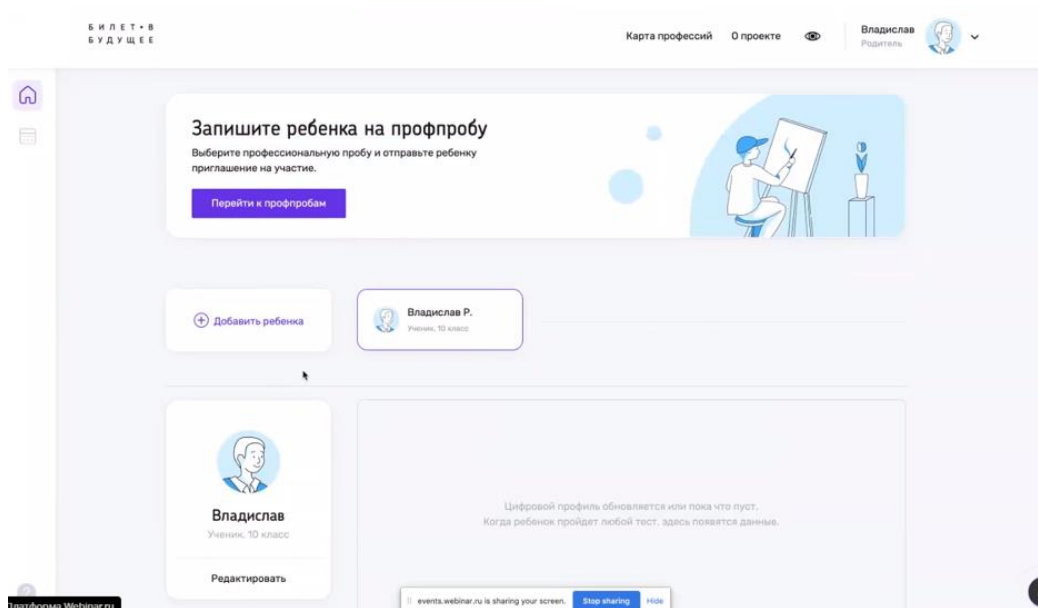 БИЛЕТ•В
БУДУЩЕЕ
Карта профессий О проекте
Владислав
Родитель
Запишите ребенка на профпробу
Выберите профессиональную пробу и отправьте ребенку
приглашение на участие.
Перейти к профпробам
Добавить ребенка
Владислав Р.
Ученик, 10 класс
Владислав
Ученик, 10 класс
Редактировать
Цифровой профиль обновляется или пока что пуст.
Когда ребенок пройдет любой тест, здесь появятся данные.
events.webinar.ru is sharing your screen. Stop sharing Hide
Платформа Webinar.ru